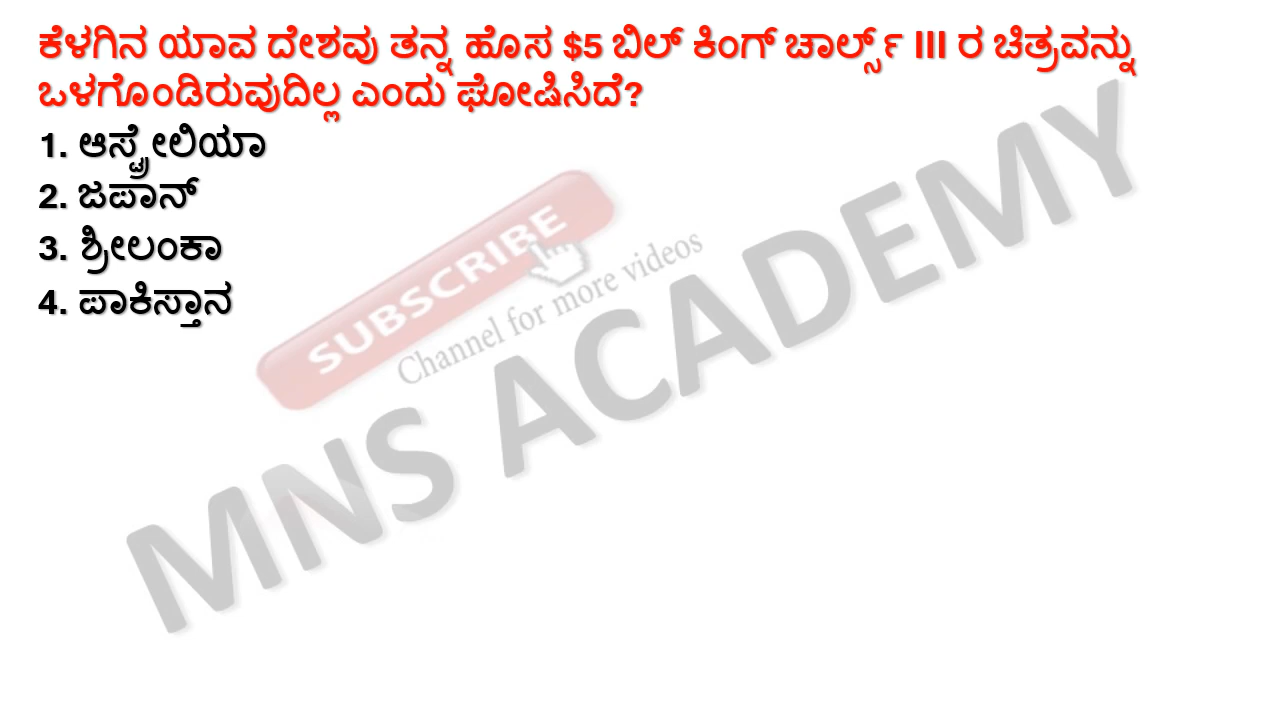 ಕೆಳಗಿನ ಯಾವ ದೇಶವು ತನ್ನ ಹೊಸ $5 ಬಿಲ್ ಕಿಂಗ್ ಚಾರ್ಲ್ಸ್ III ರ ಚಿತ್ರವನ್ನು
ಒಳಗೊಂಡಿರುವುದಿಲ್ಲ ಎಂದು ಘೋಷಿಸಿದೆ?
1. ಆಸ್ಟ್ರೇಲಿಯಾ
2. ಜಪಾನ್
3. ಶ್ರೀಲಂಕಾ
4. ಪಾಕಿಸ್ತಾನ
SUBSCRIBE
Channel for more videos
MNS ACADEMY